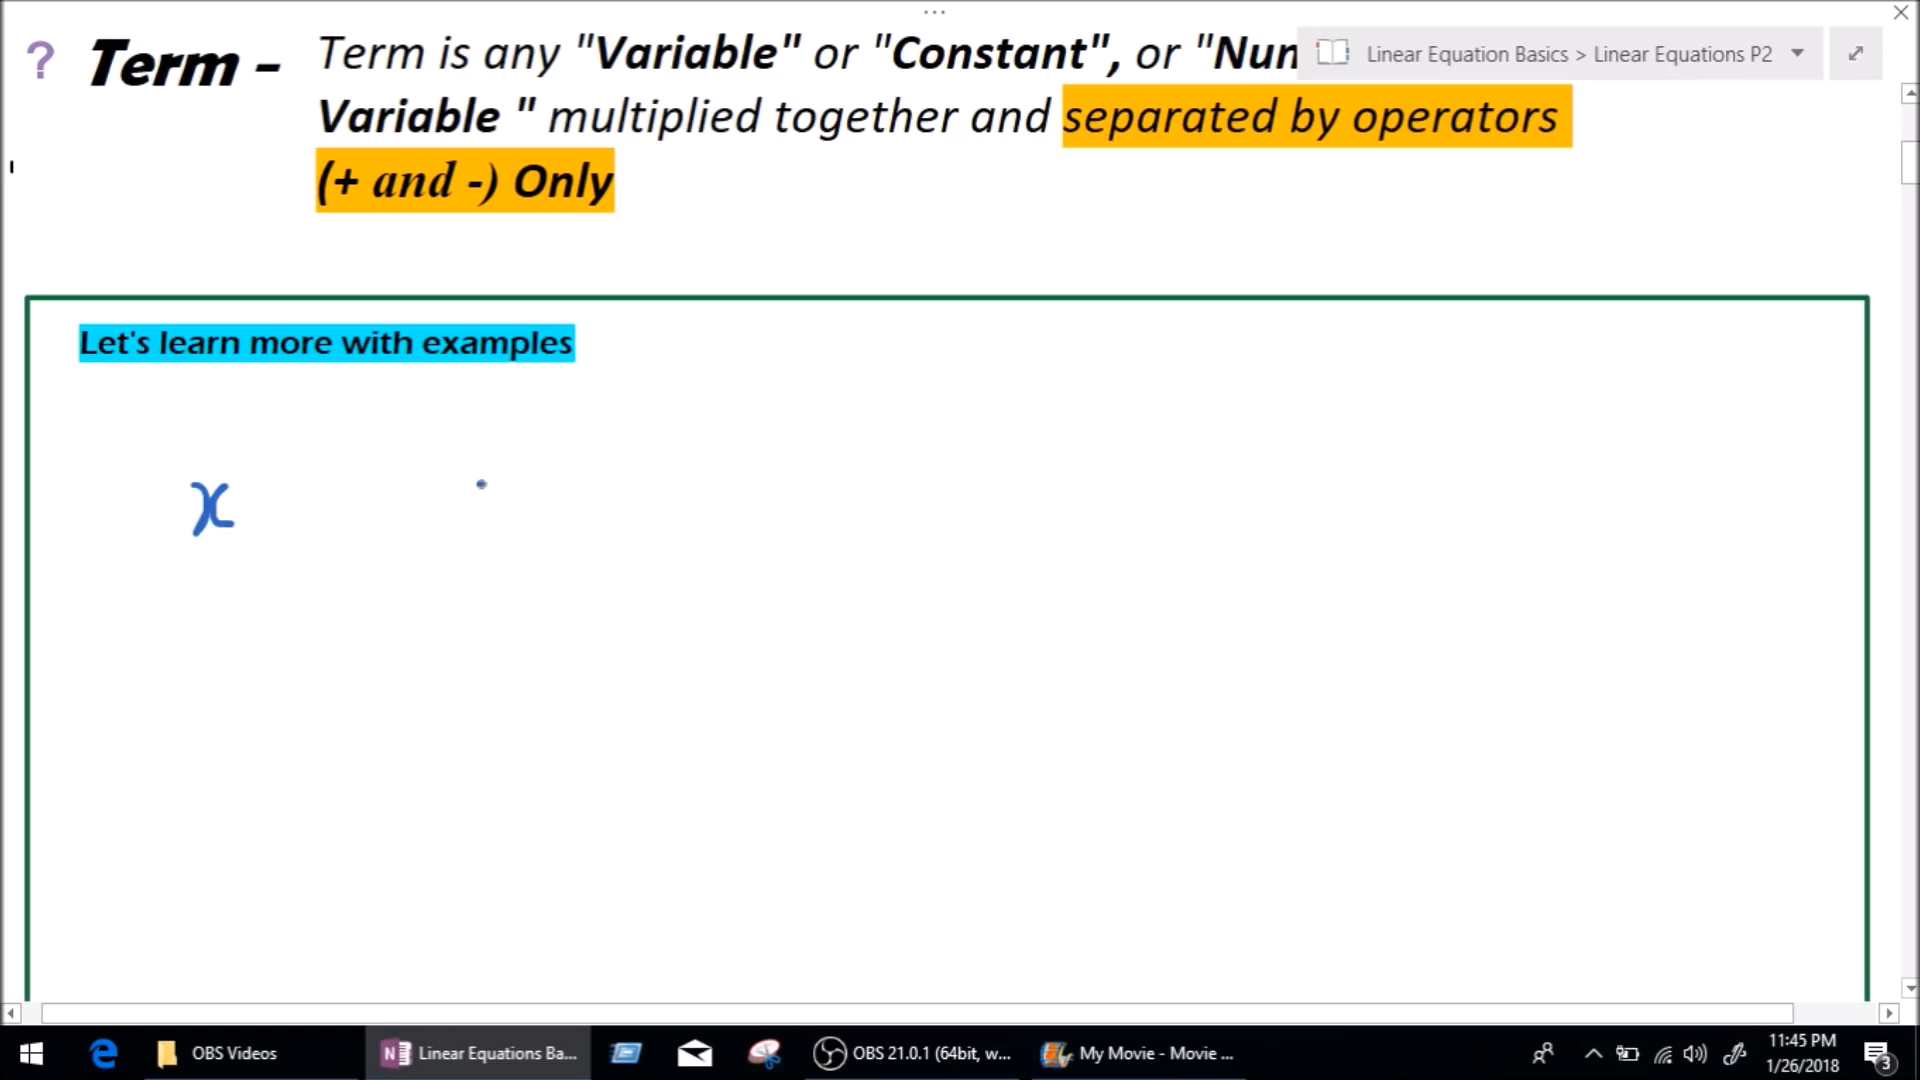 ? Term - Term is any "Variable" or "Constant", or "Nun
Variable " multiplied together and separated by operators
(+ and -) Only
Linear Equation Basics > Linear Equations P2
Let's learn more with examples
x
OBS Videos
Linear Equations Ba...
OBS 21.0.1 (64bit, w...
My Movie - Movie ...
11:45 PM
1/26/2018
3